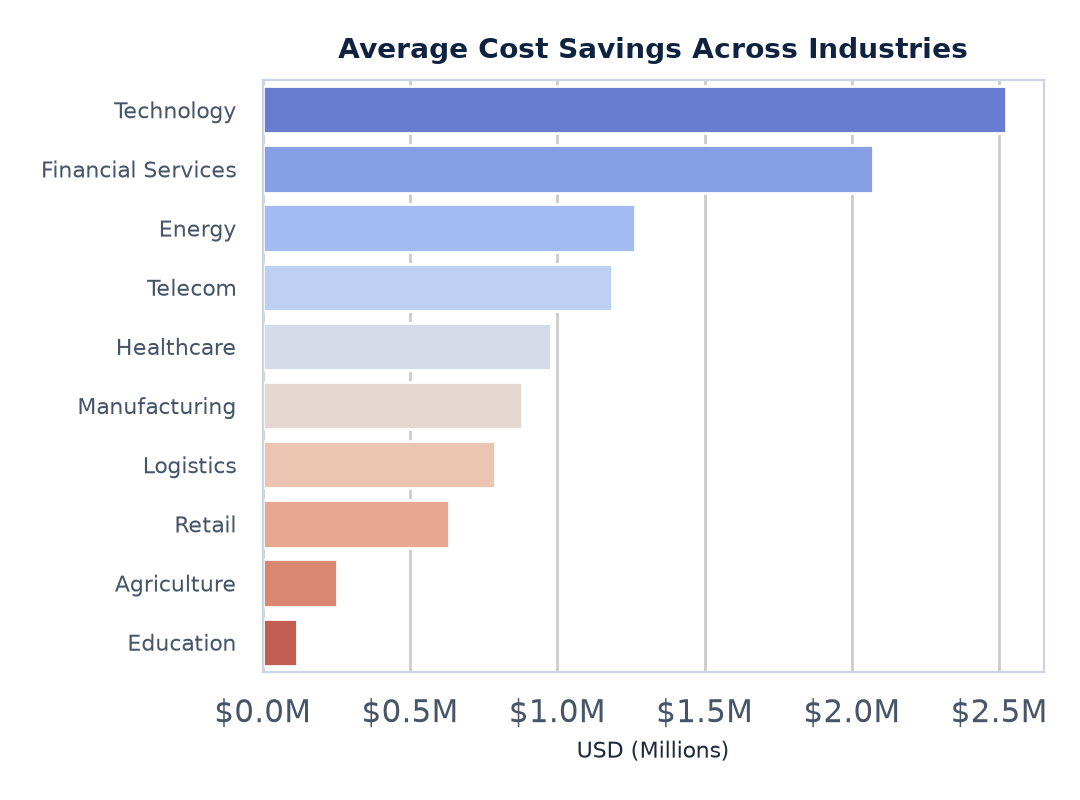 Average Cost Savings Across Industries
Technology
Financial Services
Energy
Telecom
Healthcare
Manufacturing
Logistics
Retail
Agriculture
Education
$0.0M $0.5M $1.0M $1.5M $2.0M $2.5M
USD (Millions)